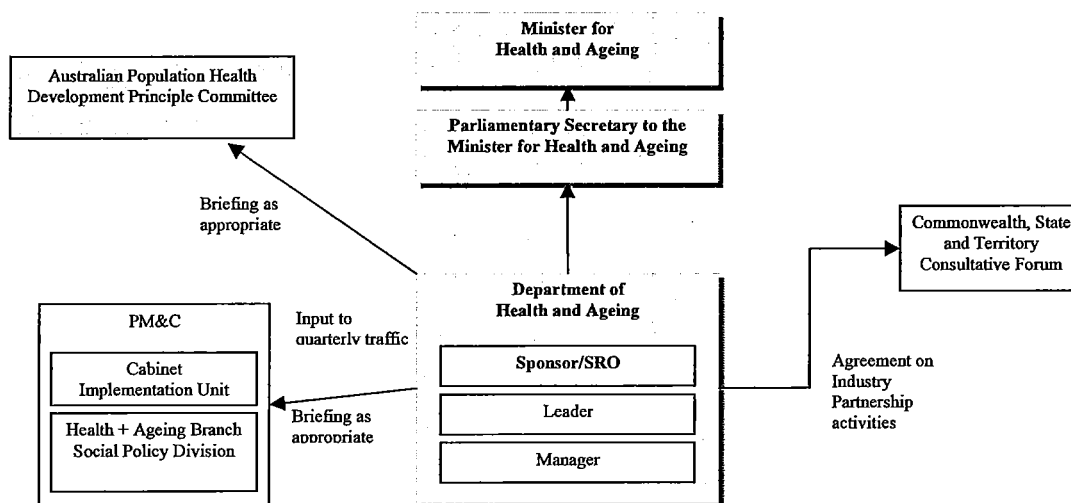 Minister for
Health and Ageing
Australian Population Health
Development Principle Committee
Parliamentary Secretary to the
Minister for Health and Ageing
Briefing as
appropriate
Commonwealth, State
and Territory
Consultative Forum
Department of
Health and Ageing
PM&C
Input to
quarterly traffic
Sponsor/SRO
Cabinet
Implementation Unit
Agreement on
Industry
Partnership
activities
Leader
Briefing as
appropriate
Health + Ageing Branch
Social Policy Division
Manager